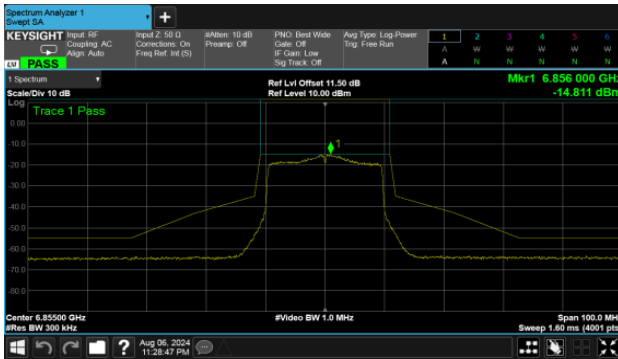 Spectrum Analyzer 1
Swept SA
+
KEYSIGHT
Input: RF
Coupling: AC
Align: Auto
Input Z: 50 Ω
Corrections: On
Freq Ref: Int (S)
#Atten: 10 dB
Preamp: Off
PNO: Best Wide
Gate: Off
IF Gain: Low
Sig Track: Off
Avg Type: Log-Power
Trig: Free Run
1 2 3 4 5 6
A W W W W W
A N N N N N
LXI PASS
1 Spectrum
Scale/Div 10 dB
Ref Lvl Offset 11.50 dB
Ref Level 10.00 dBm
Mkr1 6.856 000 GHz
-14.811 dBm
Log
Trace 1 Pass
0.00
-10.0
-20.0
-30.0
-40.0
-50.0
-60.0
-70.0
-80.0
1
Center 6.85500 GHz
#Res BW 300 kHz
#Video BW 1.0 MHz
Span 100.0 MHz
Sweep 1.60 ms (4001 pts)
?
Aug 06, 2024
11:28:47 PM